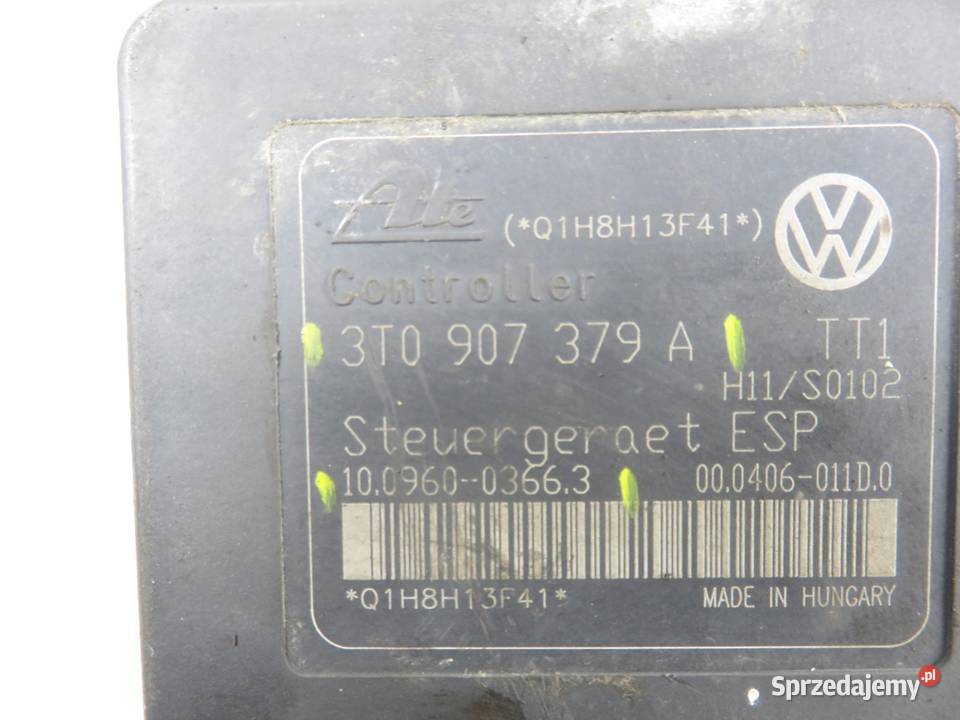 Ate (*Q1H8H13F41*)
Controller
3T0 907 379 A TT1
H11/S0102
Steuergeraet ESP
10.0960-0366.3 00.0406-011D.0
*Q1H8H13F41* MADE IN HUNGARY
Sprzedajemy.pl